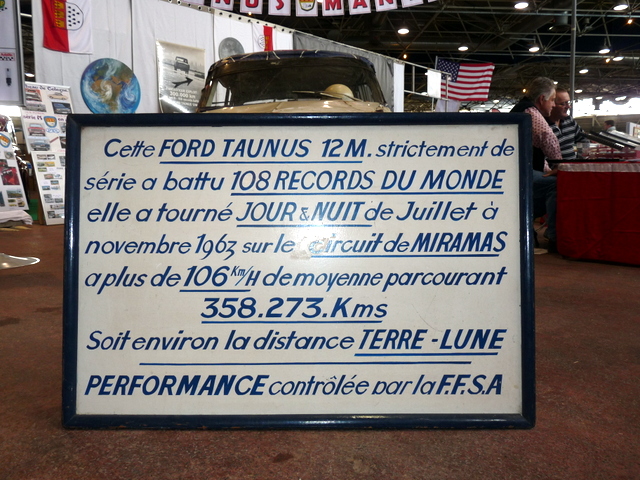 Cette FORD TAUNUS 12 M. strictement de
série a battu 108 RECORDS DU MONDE
elle a tourné JOUR & NUIT de Juillet à
novembre 1963 sur le circuit de MIRAMAS
a plus de 106 Km/H de moyenne parcourant
358.273.Kms
Soit environ la distance TERRE - LUNE
PERFORMANCE contrôlée par la F.F.S.A